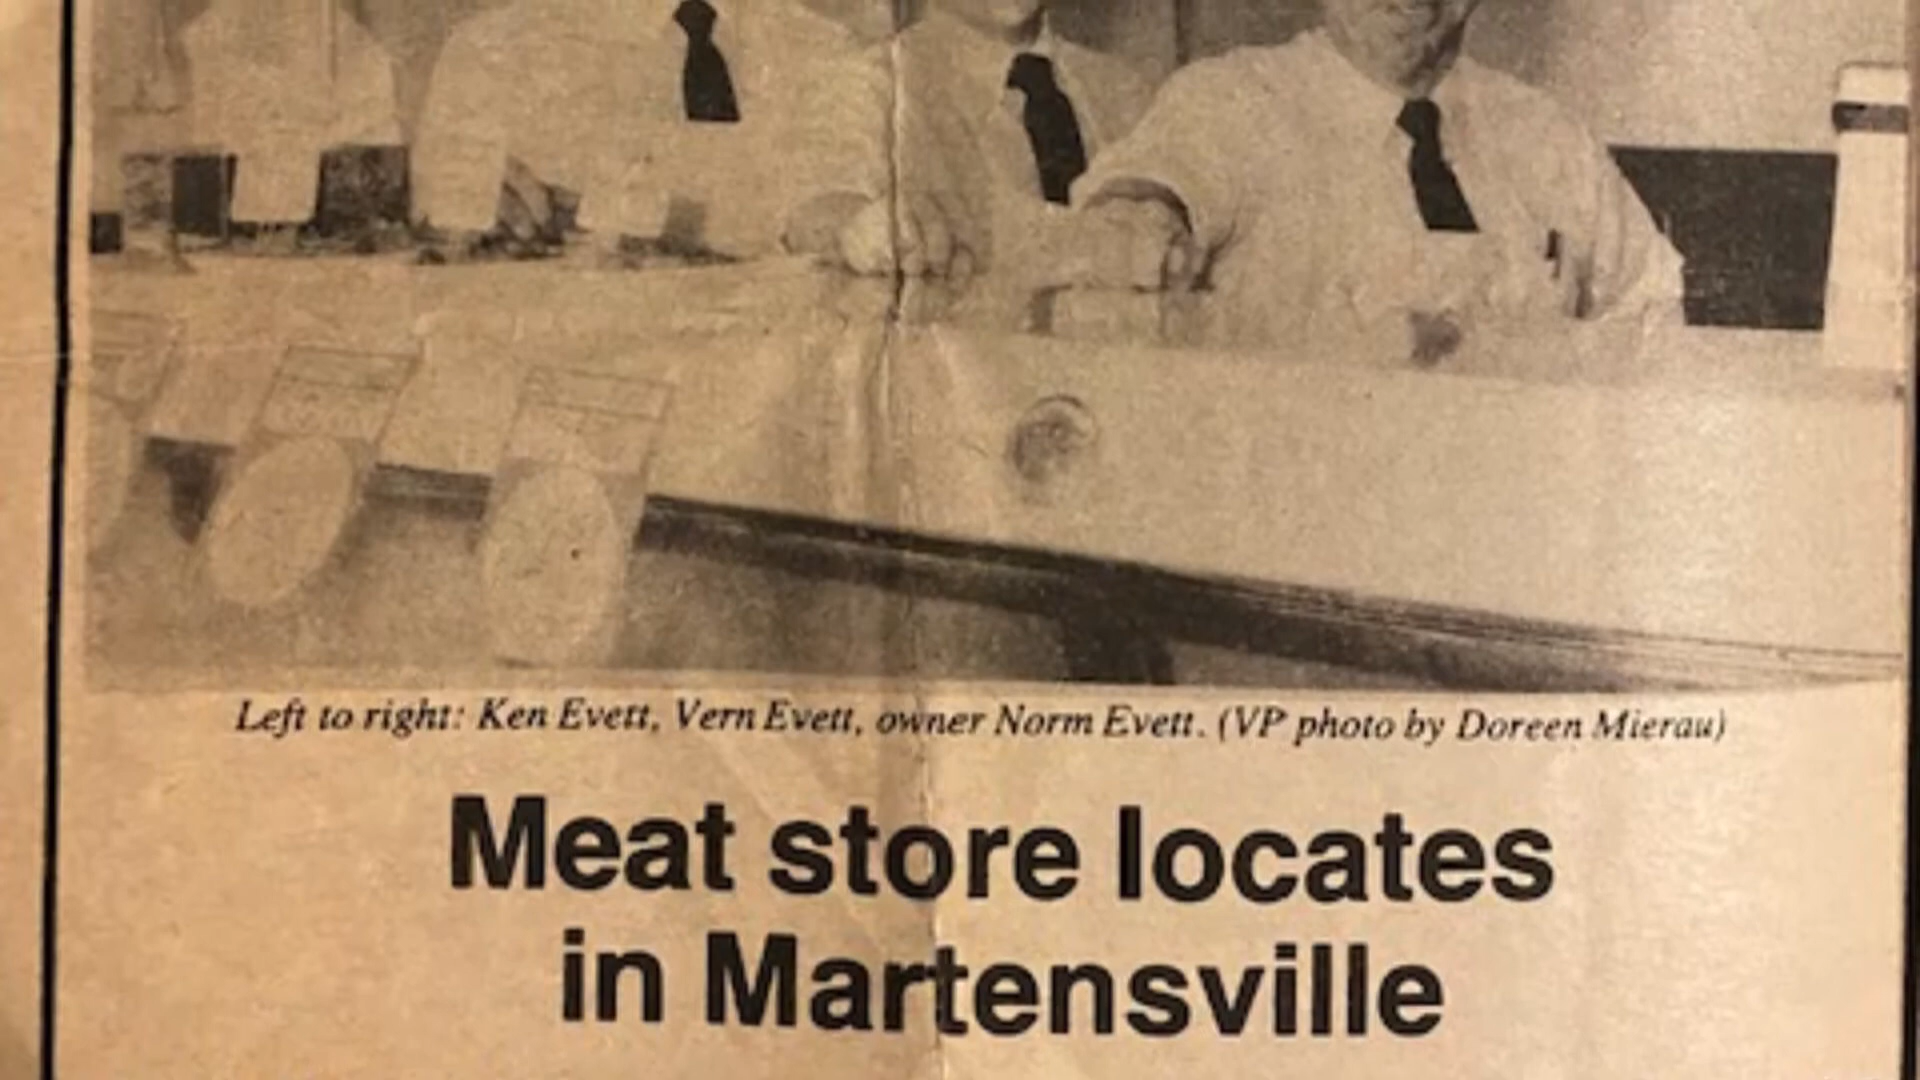 Left to right: Ken Evett, Vern Evett, owner Norm Evett. (VP photo by Doreen Mierau)
Meat store locates
in Martensville